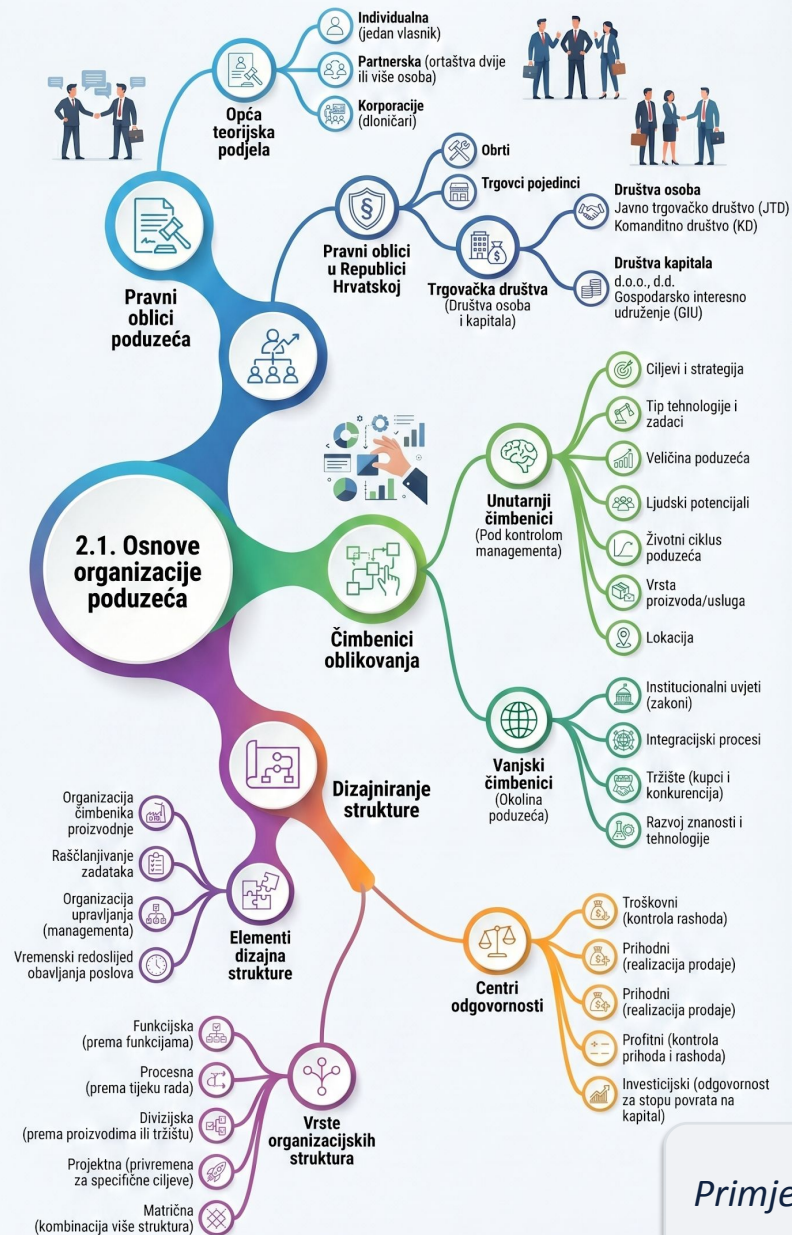 Individualna
(jedan vlasnik)
Partnerska (ortaštva dvije
ili više osoba)
Korporacije
(dloničari)
Opća
teorijska
podjela
Pravni
oblici
poduzeća
Obrti
Trgovci pojedinci
Pravni oblici
u Republici
Hrvatskoj
§
Trgovačka društva
(Društva osoba
i kapitala)
Društva osoba
Javno trgovačko društvo (JTD)
Komanditno društvo (KD)
Društva kapitala
d.o.o., d.d.
Gospodarsko interesno
udruženje (GIU)
2.1. Osnove
organizacije
poduzeća
Čimbenici
oblikovanja
Unutarnji
čimbenici
(Pod kontrolom
managementa)
Ciljevi i strategija
Tip tehnologije i
zadaci
Veličina poduzeća
Ljudski potencijali
Životni ciklus
poduzeća
Vrsta
proizvoda/usluga
Lokacija
Vanjski
čimbenici
(Okolina
poduzeća)
Institucionalni uvjeti
(zakoni)
Integracijski procesi
Tržište (kupci i
konkurencija)
Razvoj znanosti i
tehnologije
Dizajniranje
strukture
Organizacija
čimbenika
proizvodnje
Raščlanjivanje
zadataka
Organizacija
upravljanja
(managementa)
Vremenski redoslijed
obavljanja poslova
Elementi
dizajna
strukture
Centri
odgovornosti
Troškovni
(kontrola rashoda)
Prihodni
(realizacija prodaje)
Prihodni
(realizacija prodaje)
Profitni (kontrola
prihoda i rashoda)
Investicijski (odgovornost
za stopu povrata na
kapital)
Funkcijska
(prema funkcijama)
Procesna
(prema tijeku rada)
Divizijska
(prema proizvodima ili tržištu)
Projektna (privremena
za specifične ciljeve)
Matrična
(kombinacija više struktura)
Vrste
organizacijskih
struktura
Primje